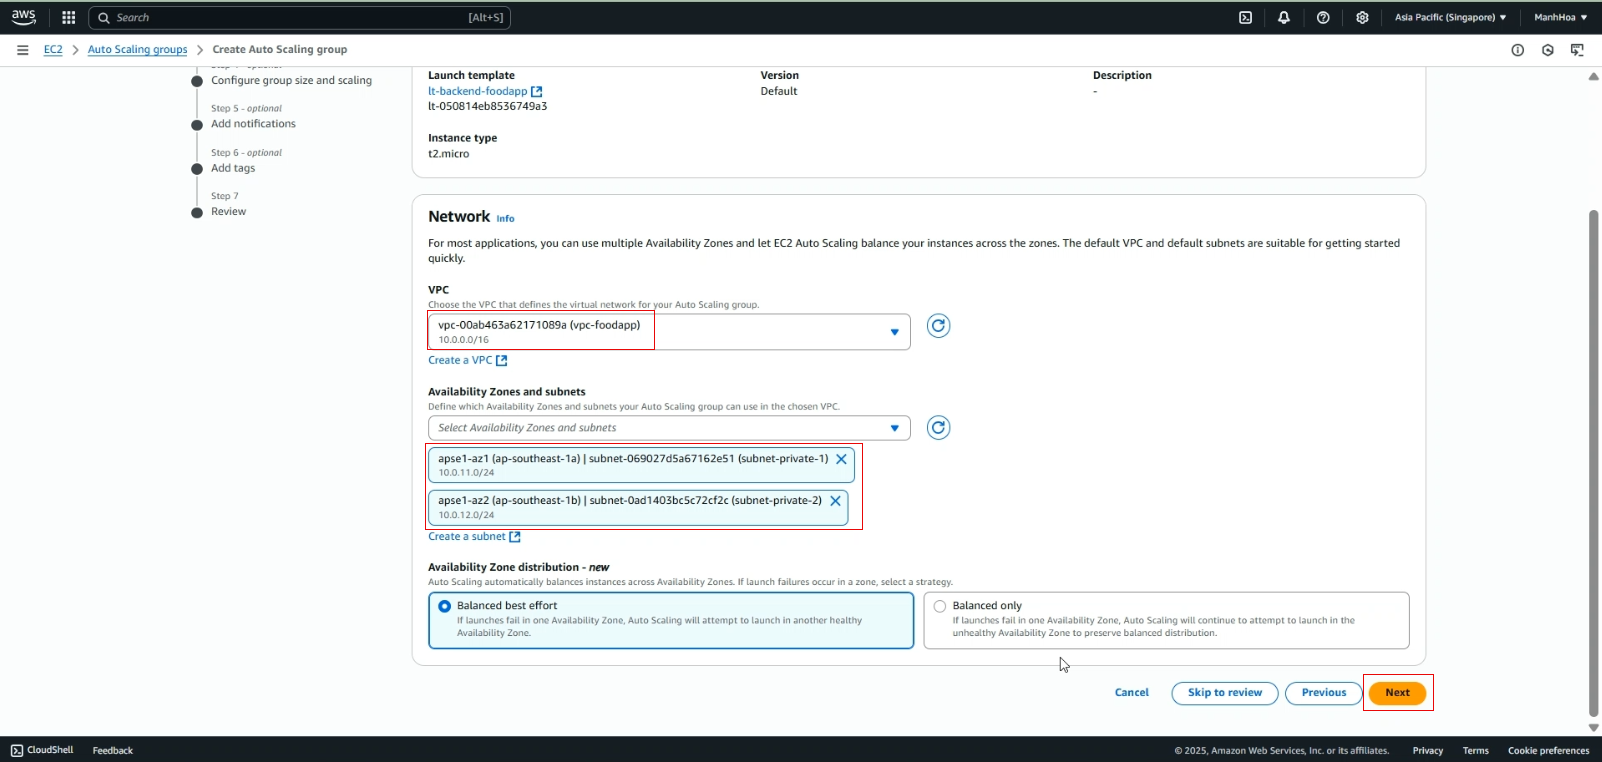 aws
Search
[Alt+S]
Asia Pacific (Singapore)
ManhHoa
EC2 > Auto Scaling groups > Create Auto Scaling group
Configure group size and scaling
Step 5 - optional
Add notifications
Step 6 - optional
Add tags
Step 7
Review
Launch template
lt-backend-foodapp
lt-050814eb8536749a3
Version
Default
Description
-
Instance type
t2.micro
Network Info
For most applications, you can use multiple Availability Zones and let EC2 Auto Scaling balance your instances across the zones. The default VPC and default subnets are suitable for getting started
quickly.
VPC
Choose the VPC that defines the virtual network for your Auto Scaling group.
vpc-00ab463a62171089a (vpc-foodapp)
10.0.0.0/16
Create a VPC
Availability Zones and subnets
Define which Availability Zones and subnets your Auto Scaling group can use in the chosen VPC.
Select Availability Zones and subnets
apse1-az1 (ap-southeast-1a) | subnet-069027d5a67162e51 (subnet-private-1)
10.0.11.0/24
apse1-az2 (ap-southeast-1b) | subnet-0ad1403bc5c72cf2c (subnet-private-2)
10.0.12.0/24
Create a subnet
Availability Zone distribution - new
Auto Scaling automatically balances instances across Availability Zones. If launch failures occur in a zone, select a strategy.
Balanced best effort
If launches fail in one Availability Zone, Auto Scaling will attempt to launch in another healthy
Availability Zone.
Balanced only
If launches fail in one Availability Zone, Auto Scaling will continue to attempt to launch in the
unhealthy Availability Zone to preserve balanced distribution.
Cancel
Skip to review
Previous
Next
CloudShell
Feedback
© 2025, Amazon Web Services, Inc. or its affiliates.
Privacy
Terms
Cookie preferences